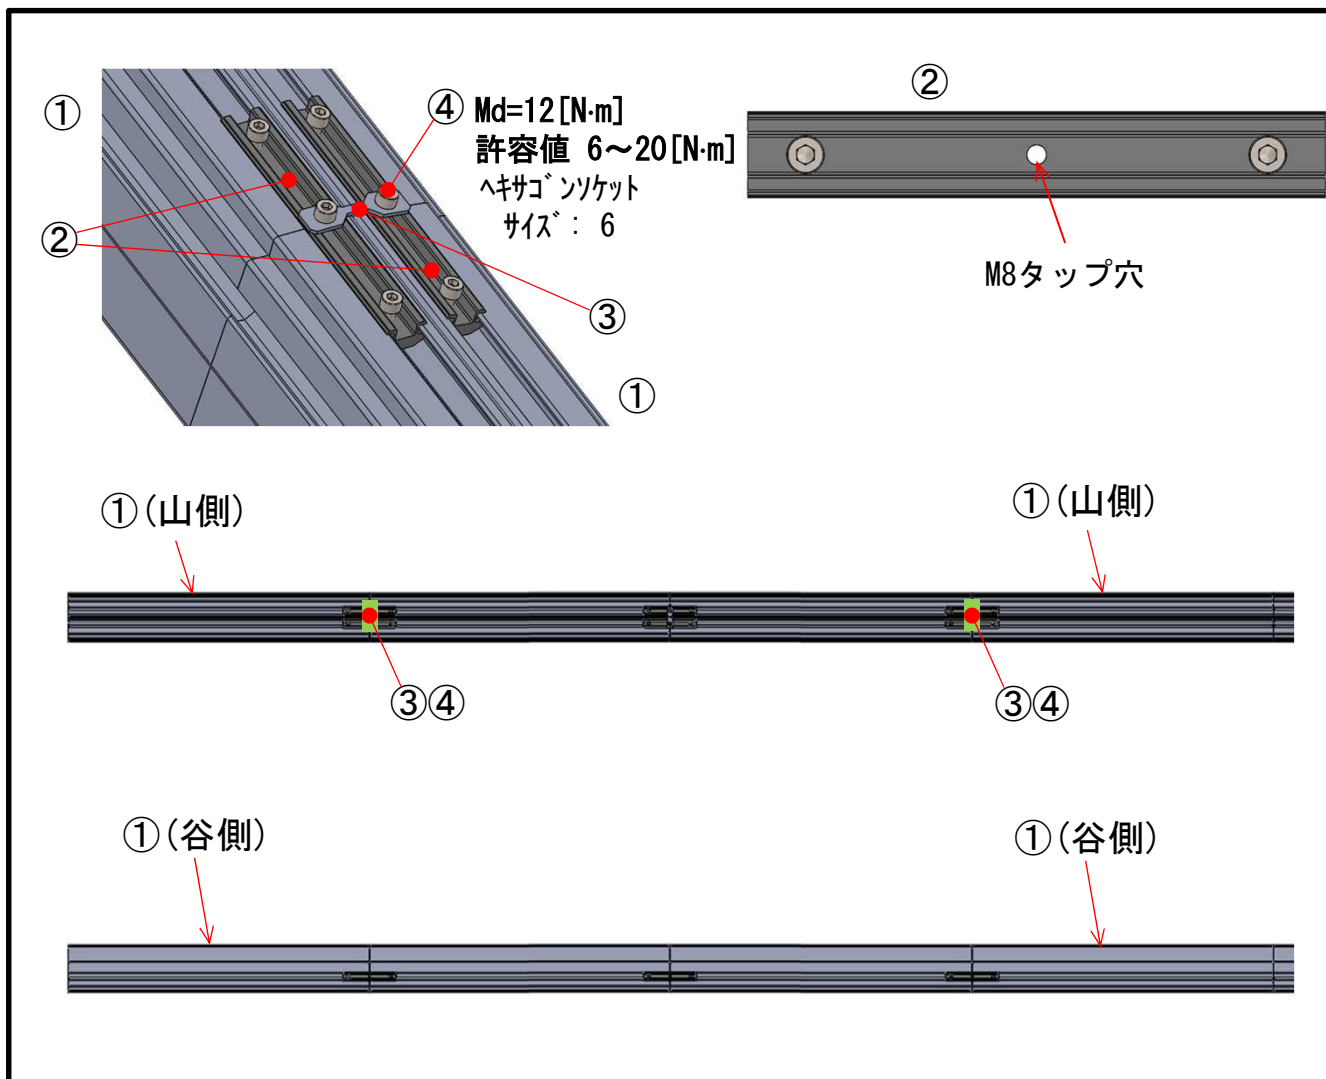 ①
④ Md=12[N·m]
許容値 6～20[N·m]
ﾍｷｻｺﾞﾝｿｹｯﾄ
ｻｲｽﾞ： 6
②
③
①
②
M8タップ穴
①(山側)
①(山側)
③④
③④
①(谷側)
①(谷側)